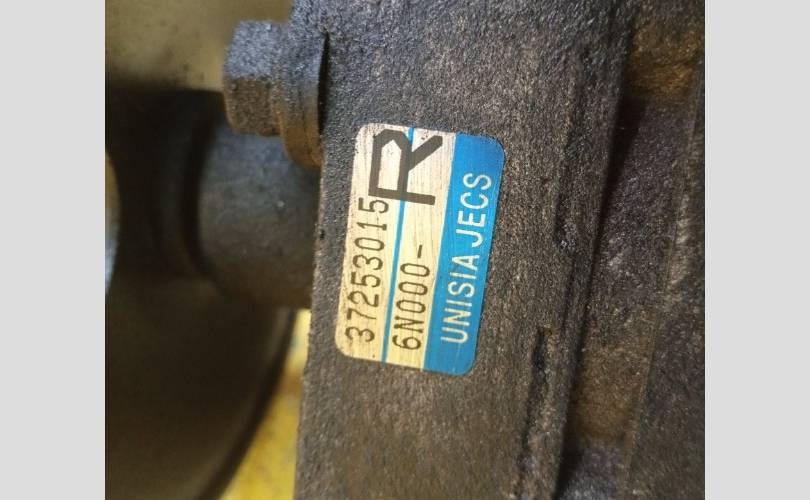 37253015
R
6N000-
UNISIA JECS